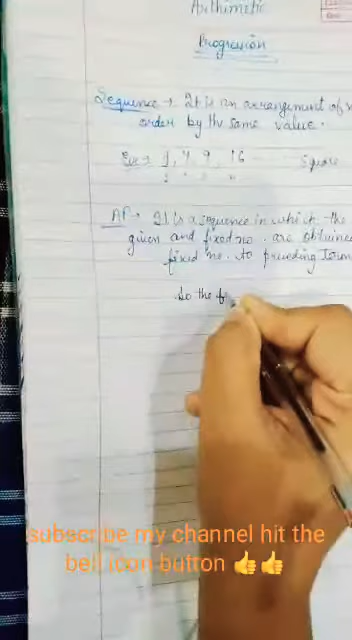 Arithmetic
Progression
Sequence → It is an arrangement of
order by the same value.
Ex → 1, 4, 9, 16 Square
AP → It is a sequence in which the
given and fixed no. are obtained
fixed no. to preeding term
So the f
subscribe my channel hit the
bell icon button 👍👍